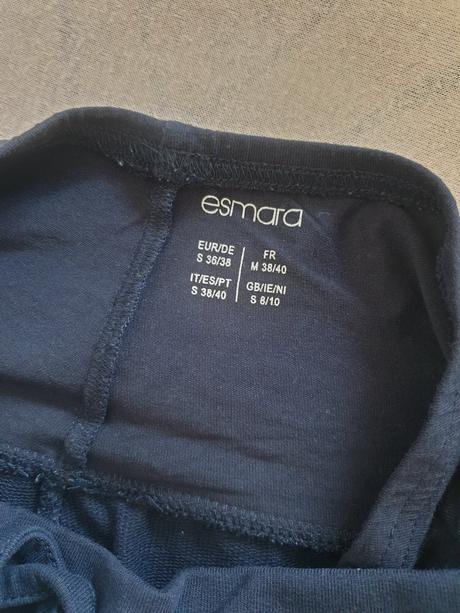 esmara
EUR/DE
S 36/38
FR
M 38/40
IT/ES/PT
S 38/40
GB/IE/NI
S 8/10